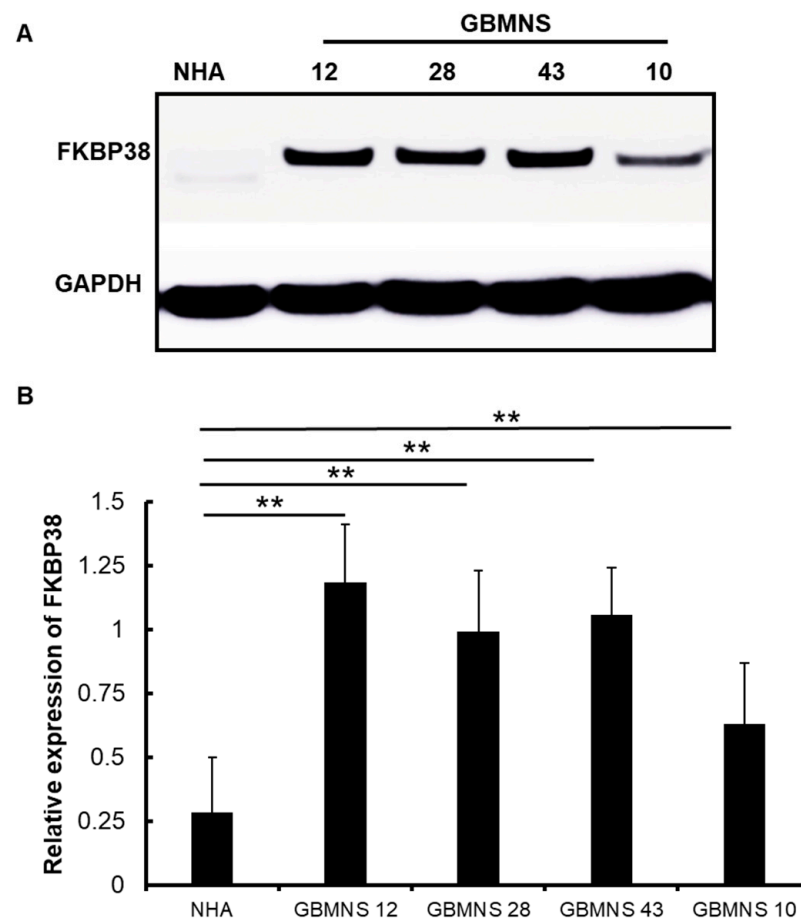 A
GBMNS
NHA 12 28 43 10
FKBP38
GAPDH
B
**
**
**
**
Relative expression of FKBP38
1.5
1.25
1
0.75
0.5
0.25
0
NHA GBMNS 12 GBMNS 28 GBMNS 43 GBMNS 10